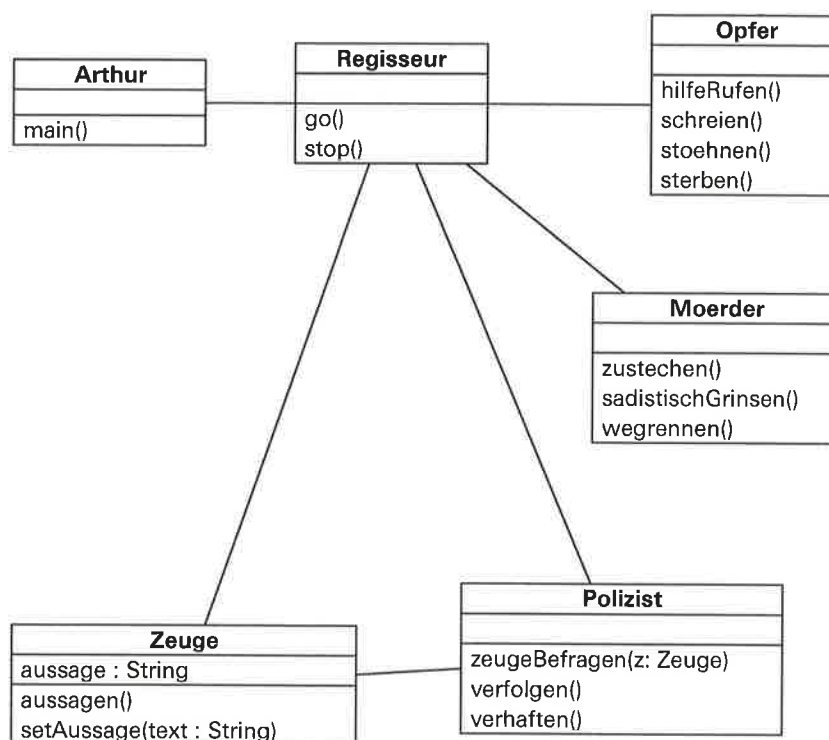 Arthur
main()
Regisseur
go()
stop()
Opfer
hilfeRufen()
schreien()
stoehnen()
sterben()
Moerder
zustechen()
sadistischGrinsen()
wegrennen()
Zeuge
aussage : String
aussagen()
setAussage(text : String)
Polizist
zeugeBefragen(z: Zeuge)
verfolgen()
verhaften()